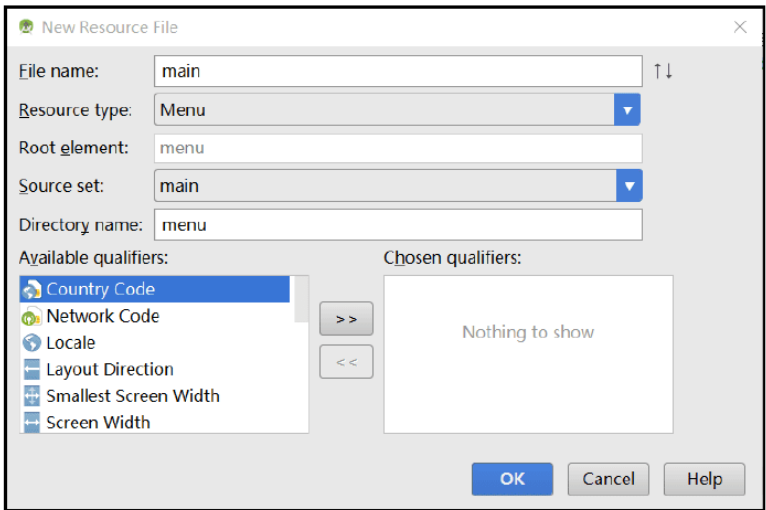 New Resource File
File name: main
Resource type: Menu
Root element: menu
Source set: main
Directory name: menu
Available qualifiers: Chosen qualifiers:
Country Code
Network Code
Locale
Layout Direction
Smallest Screen Width
Screen Width
>>
<<
Nothing to show
OK Cancel Help